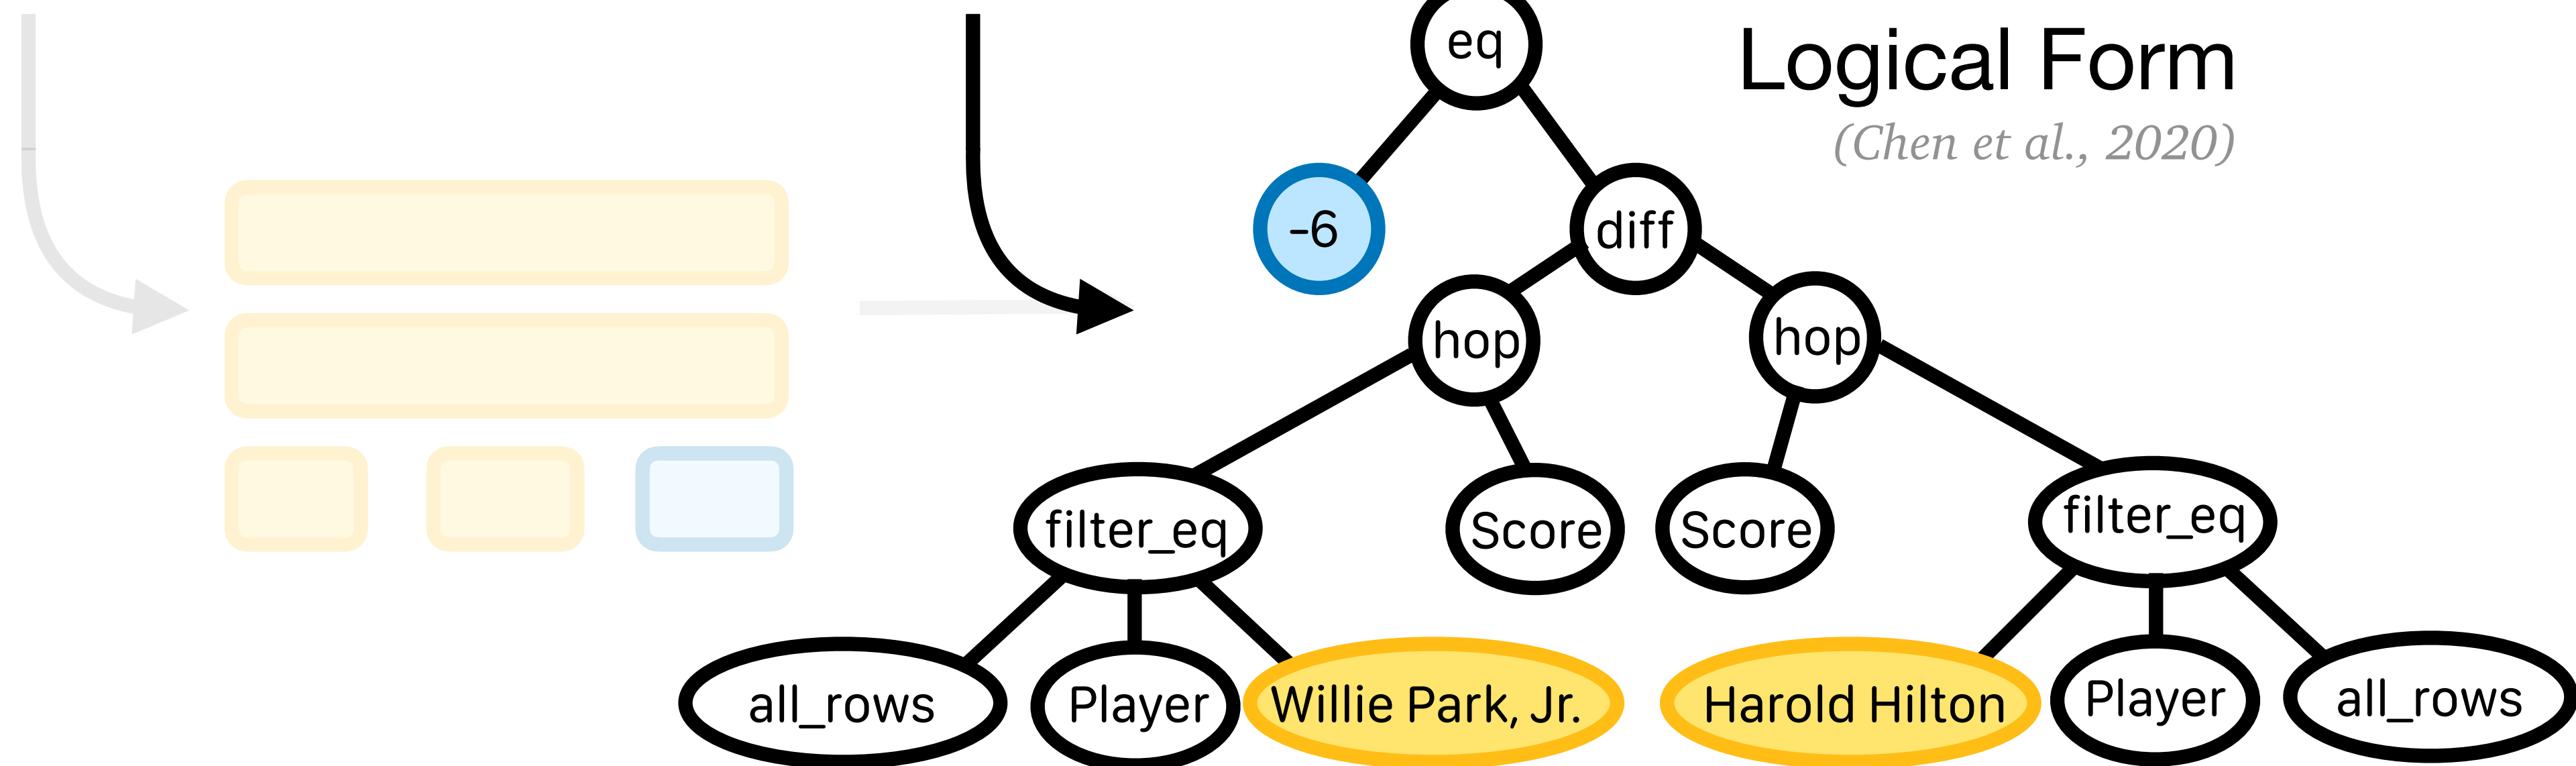 eq
Logical Form
(Chen et al., 2020)
-6
diff
hop
hop
filter_eq
Score
Score
filter_eq
all_rows
Player
Willie Park, Jr.
Harold Hilton
Player
all_rows